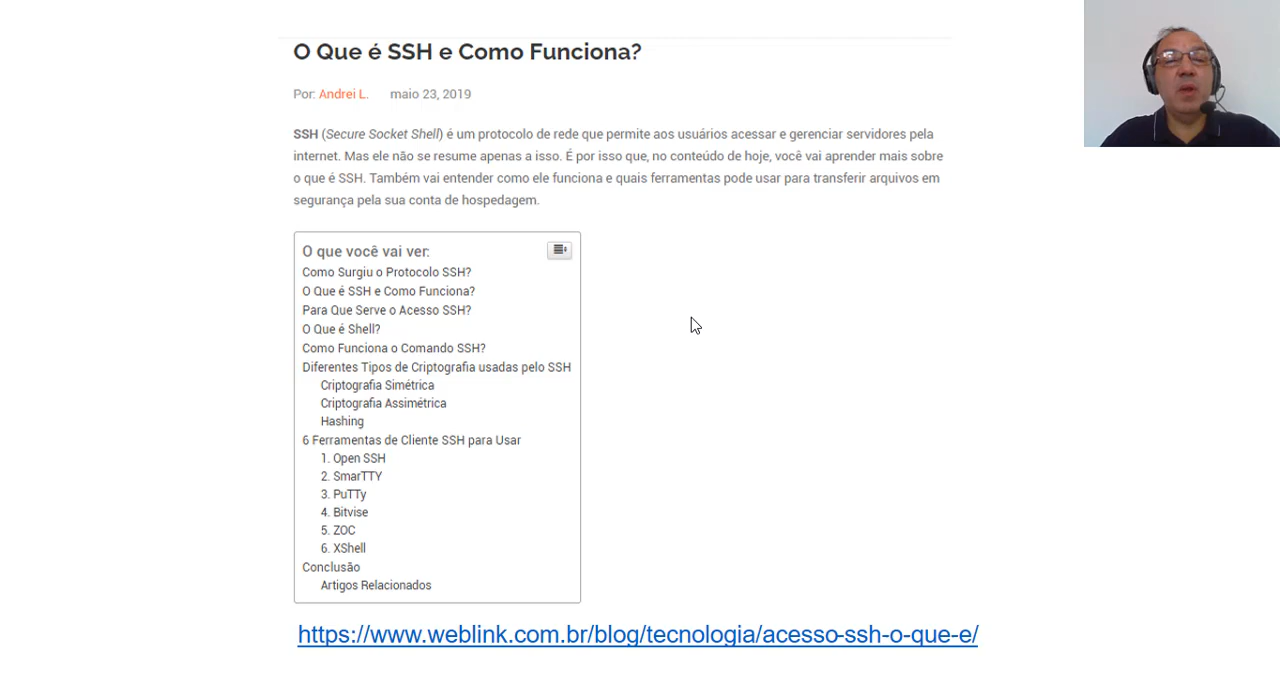 O Que é SSH e Como Funciona?
Por: Andrei L. maio 23, 2019
SSH (Secure Socket Shell) é um protocolo de rede que permite aos usuários acessar e gerenciar servidores pela
internet. Mas ele não se resume apenas a isso. É por isso que, no conteúdo de hoje, você vai aprender mais sobre
o que é SSH. Também vai entender como ele funciona e quais ferramentas pode usar para transferir arquivos em
segurança pela sua conta de hospedagem.
O que você vai ver:
Como Surgiu o Protocolo SSH?
O Que é SSH e Como Funciona?
Para Que Serve o Acesso SSH?
O Que é Shell?
Como Funciona o Comando SSH?
Diferentes Tipos de Criptografia usadas pelo SSH
Criptografia Simétrica
Criptografia Assimétrica
Hashing
6 Ferramentas de Cliente SSH para Usar
1. Open SSH
2. SmarTTY
3. PuTTy
4. Bitvise
5. ZOC
6. XShell
Conclusão
Artigos Relacionados
https://www.weblink.com.br/blog/tecnologia/acesso-ssh-o-que-e/